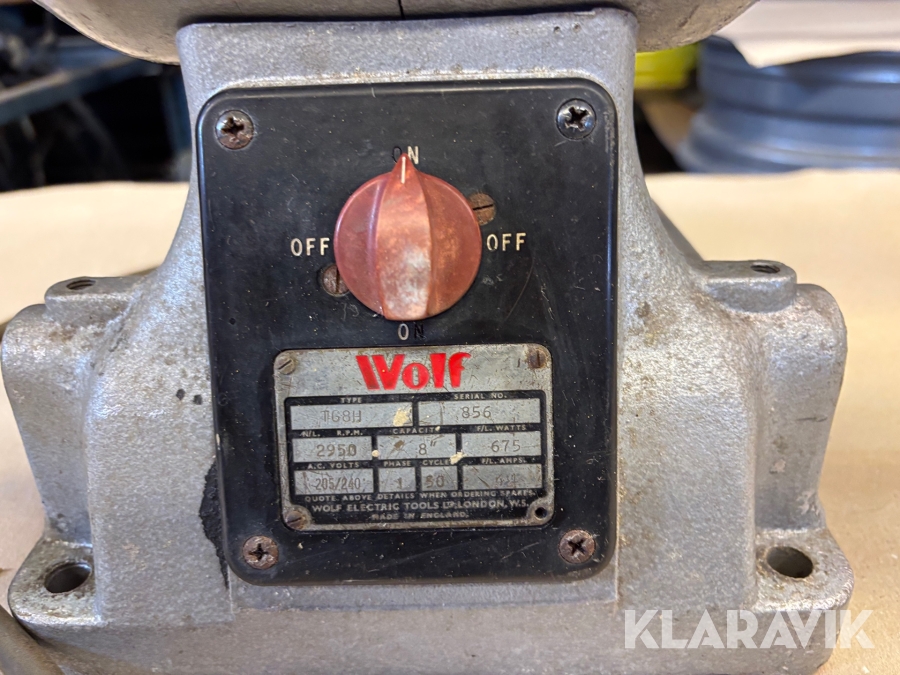 ON
OFF OFF
ON
Wolf
TYPE SERIAL NO.
TG8H 856
N/L. R.P.M. CAPACITY F/L. WATTS
2950 8" 675
A.C. VOLTS PHASE CYCLE F/L. AMPS.
205/240 1 50
QUOTE ABOVE DETAILS WHEN ORDERING SPARES.
WOLF ELECTRIC TOOLS LTD LONDON, W.5.
MADE IN ENGLAND.
KLARAVIK